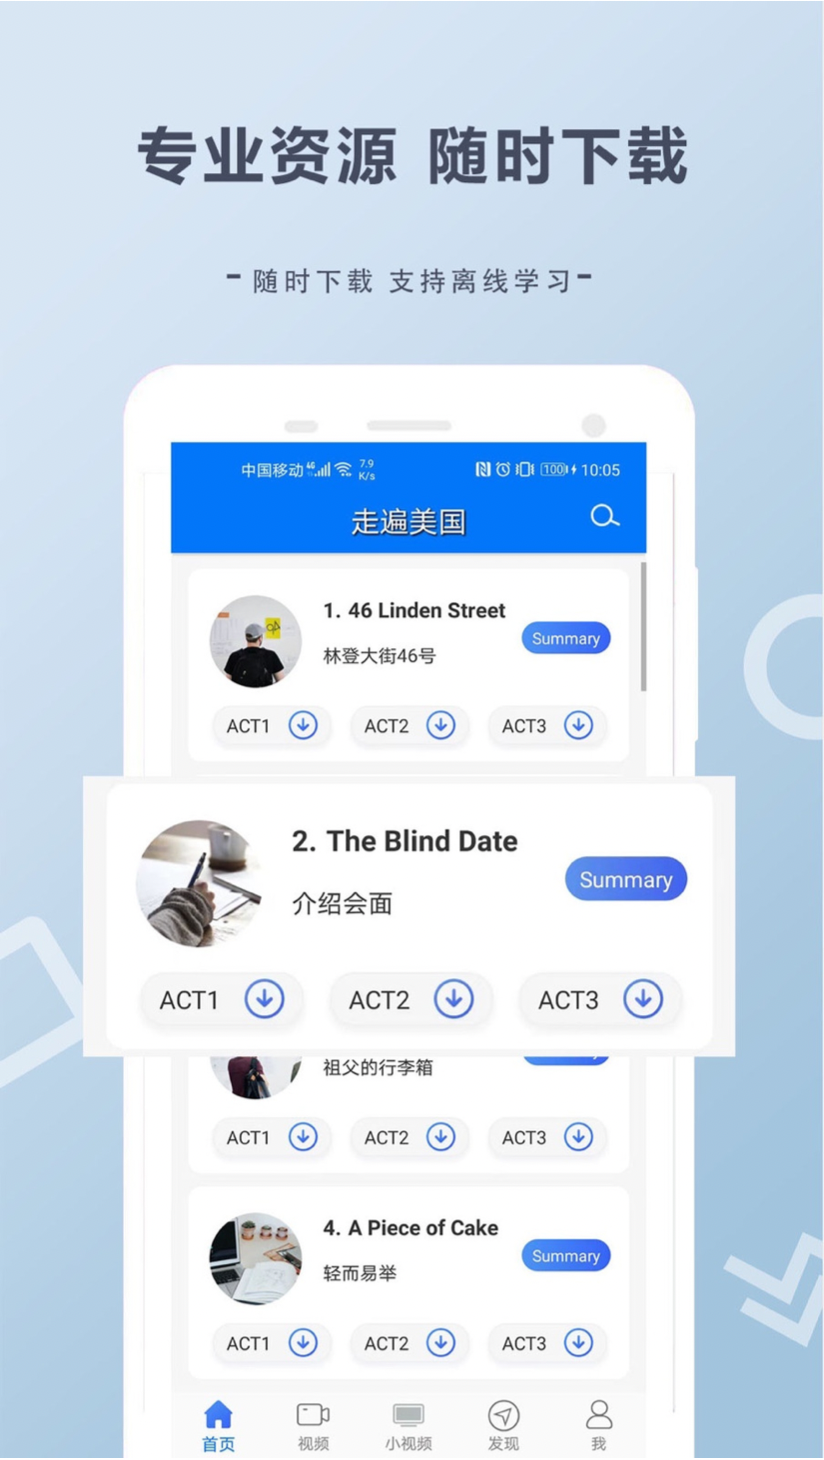 专业资源 随时下载
-随时下载 支持离线学习-
中国移动 4G 7.9 K/s 100 10:05
走遍美国
1. 46 Linden Street
林登大街46号
Summary
ACT1 ACT2 ACT3
2. The Blind Date
介绍会面
Summary
ACT1 ACT2 ACT3
祖父的行李箱
ACT1 ACT2 ACT3
4. A Piece of Cake
轻而易举
Summary
ACT1 ACT2 ACT3
首页 视频 小视频 发现 我